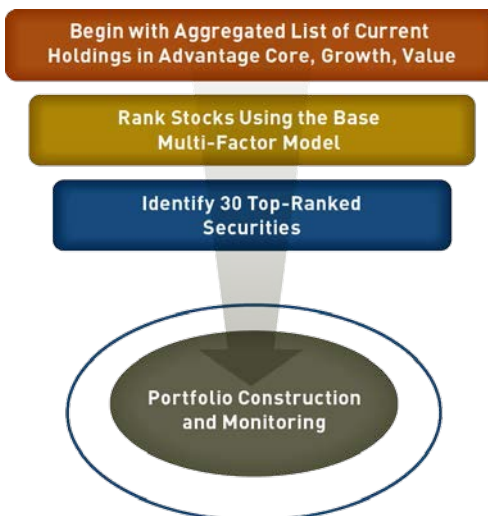 Begin with Aggregated List of Current
Holdings in Advantage Core, Growth, Value
Rank Stocks Using the Base
Multi-Factor Model
Identify 30 Top-Ranked
Securities
Portfolio Construction
and Monitoring